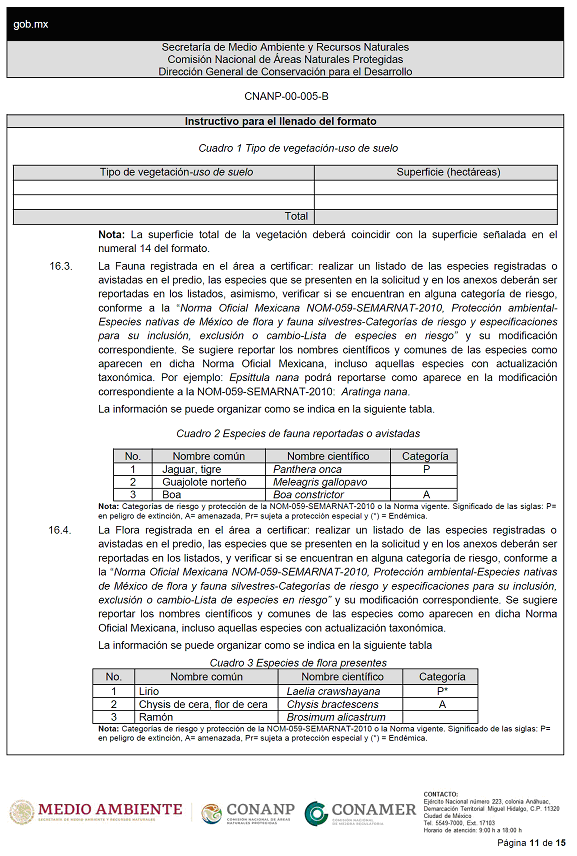 gob.mx
Secretaría de Medio Ambiente y Recursos Naturales
Comisión Nacional de Áreas Naturales Protegidas
Dirección General de Conservación para el Desarrollo
CNANP-00-005-B
Instructivo para el llenado del formato
Cuadro 1 Tipo de vegetación-uso de suelo
Tipo de vegetación-uso de suelo Superficie (hectáreas)
Total
Nota: La superficie total de la vegetación deberá coincidir con la superficie señalada en el
numeral 14 del formato.
16.3. La Fauna registrada en el área a certificar: realizar un listado de las especies registradas o
avistadas en el predio, las especies que se presenten en la solicitud y en los anexos deberán ser
reportadas en los listados, asimismo, verificar si se encuentran en alguna categoría de riesgo,
conforme a la “Norma Oficial Mexicana NOM-059-SEMARNAT-2010, Protección ambiental-
Especies nativas de México de flora y fauna silvestres-Categorías de riesgo y especificaciones
para su inclusión, exclusión o cambio-Lista de especies en riesgo” y su modificación
correspondiente. Se sugiere reportar los nombres científicos y comunes de las especies como
aparecen en dicha Norma Oficial Mexicana, incluso aquellas especies con actualización
taxonómica. Por ejemplo: Epsittula nana podrá reportarse como aparece en la modificación
correspondiente a la NOM-059-SEMARNAT-2010: Aratinga nana.
La información se puede organizar como se indica en la siguiente tabla.
Cuadro 2 Especies de fauna reportadas o avistadas
No. Nombre común Nombre científico Categoría
1 Jaguar, tigre Panthera onca P
2 Guajolote norteño Meleagris gallopavo
3 Boa Boa constrictor A
Nota: Categorías de riesgo y protección de la NOM-059-SEMARNAT-2010 o la Norma vigente. Significado de las siglas: P=
en peligro de extinción, A= amenazada, Pr= sujeta a protección especial y (*) = Endémica.
16.4. La Flora registrada en el área a certificar: realizar un listado de las especies registradas o
avistadas en el predio, las especies que se presenten en la solicitud y en los anexos deberán ser
reportadas en los listados, y verificar si se encuentran en alguna categoría de riesgo, conforme a
la “Norma Oficial Mexicana NOM-059-SEMARNAT-2010, Protección ambiental-Especies nativas
de México de flora y fauna silvestres-Categorías de riesgo y especificaciones para su inclusión,
exclusión o cambio-Lista de especies en riesgo” y su modificación correspondiente. Se sugiere
reportar los nombres científicos y comunes de las especies como aparecen en dicha Norma
Oficial Mexicana, incluso aquellas especies con actualización taxonómica.
La información se puede organizar como se indica en la siguiente tabla
Cuadro 3 Especies de flora presentes
No. Nombre común Nombre científico Categoría
1 Lirio Laelia crawshayana P*
2 Chysis de cera, flor de cera Chysis bractescens A
3 Ramón Brosimum alicastrum
Nota: Categorías de riesgo y protección de la NOM-059-SEMARNAT-2010 o la Norma vigente. Significado de las siglas: P=
en peligro de extinción, A= amenazada, Pr= sujeta a protección especial y (*) = Endémica.
MEDIO AMBIENTE
SECRETARÍA DE MEDIO AMBIENTE Y RECURSOS NATURALES
CONANP
COMISIÓN NACIONAL DE ÁREAS
NATURALES PROTEGIDAS
CONAMER
COMISIÓN NACIONAL
DE MEJORA REGULATORIA
CONTACTO:
Ejército Nacional número 223, colonia Anáhuac,
Demarcación Territorial Miguel Hidalgo, C.P. 11320
Ciudad de México
Tel. 5549-7000, Ext. 17103
Horario de atención: 9:00 h a 18:00 h
Página 11 de 15